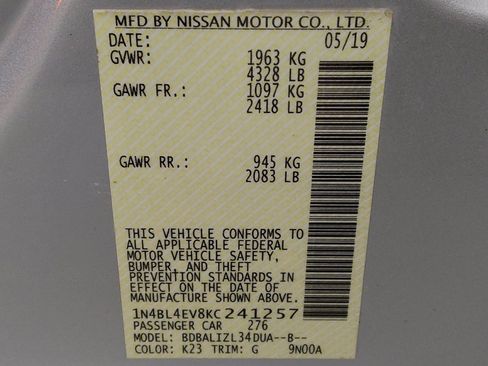 MFD BY NISSAN MOTOR CO., LTD.
DATE: 05/19
GVWR: 1963 KG
4328 LB
GAWR FR.: 1097 KG
2418 LB
GAWR RR.: 945 KG
2083 LB
THIS VEHICLE CONFORMS TO
ALL APPLICABLE FEDERAL
MOTOR VEHICLE SAFETY,
BUMPER, AND THEFT
PREVENTION STANDARDS IN
EFFECT ON THE DATE OF
MANUFACTURE SHOWN ABOVE.
1N4BL4EV8KC241257
PASSENGER CAR 276
MODEL: BDBALIZL34DUA--B--
COLOR: K23 TRIM: G 9N00A